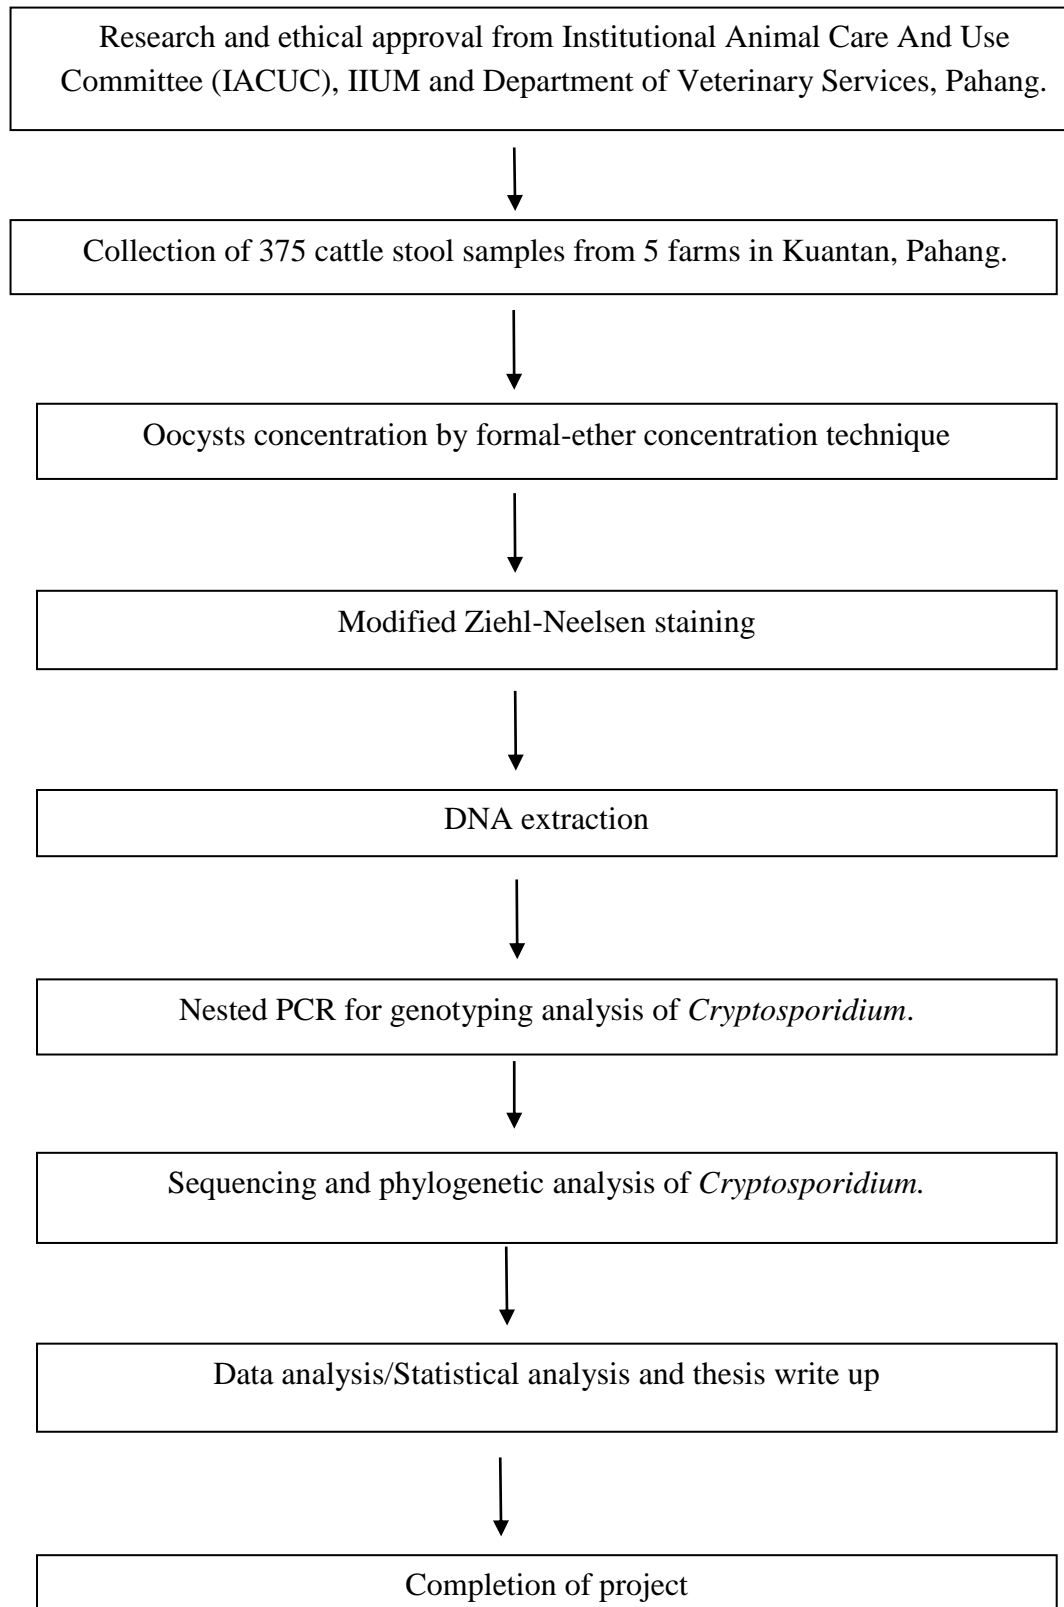 Research and ethical approval from Institutional Animal Care And Use
Committee (IACUC), IIUM and Department of Veterinary Services, Pahang.
Collection of 375 cattle stool samples from 5 farms in Kuantan, Pahang.
Oocysts concentration by formal-ether concentration technique
Modified Ziehl-Neelsen staining
DNA extraction
Nested PCR for genotyping analysis of Cryptosporidium.
Sequencing and phylogenetic analysis of Cryptosporidium.
Data analysis/Statistical analysis and thesis write up
Completion of project